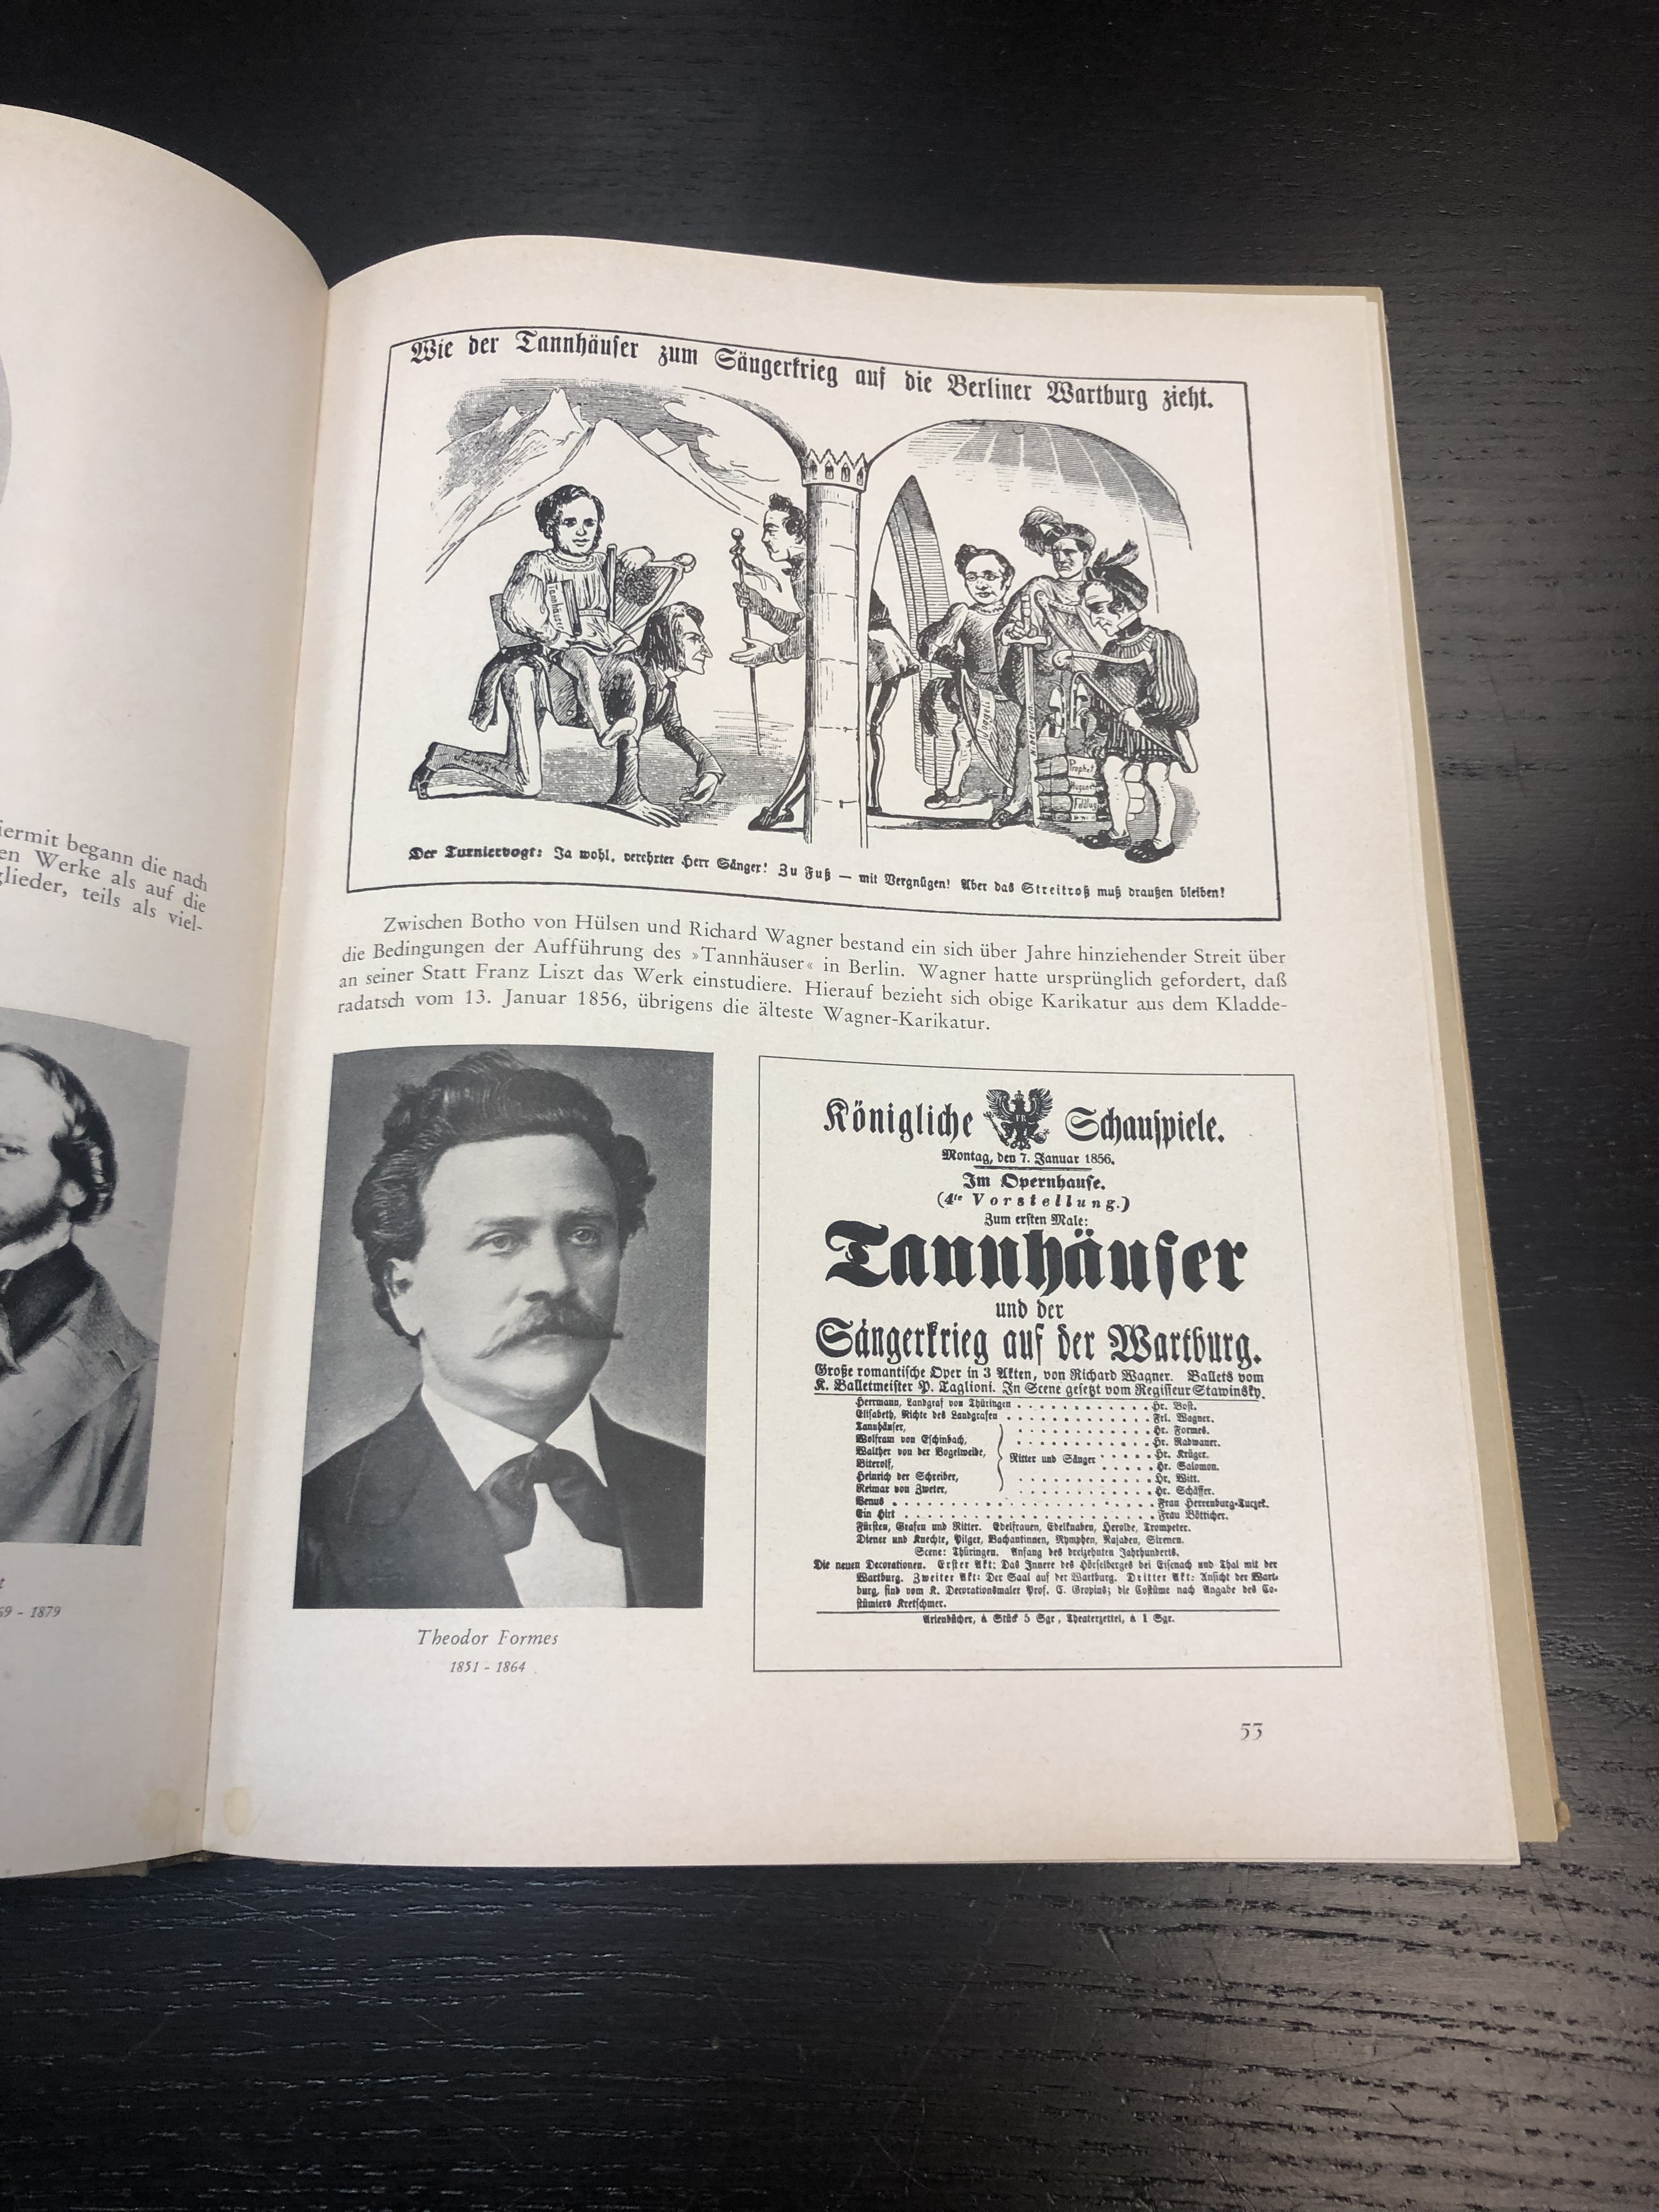 iermit begann die nach
en Werke als auf die
glieder, teils als viel-
69 - 1879
Wie der Tannhäuser zum Sängerkrieg auf die Berliner Wartburg zieht.
Tannhäuser
Prophet
Der Turniervogt: Ja wohl, verehrter Herr Sänger! Zu Fuß — mit Vergnügen! Aber das Streitroß muß draußen bleiben!
Zwischen Botho von Hülsen und Richard Wagner bestand ein sich über Jahre hinziehender Streit über
die Bedingungen der Aufführung des »Tannhäuser« in Berlin. Wagner hatte ursprünglich gefordert, daß
an seiner Statt Franz Liszt das Werk einstudiere. Hierauf bezieht sich obige Karikatur aus dem Kladde-
radatsch vom 13. Januar 1856, übrigens die älteste Wagner-Karikatur.
Theodor Formes
1851 - 1864
Königliche Schauspiele.
Montag, den 7. Januar 1856.
Im Opernhause.
(4te Vorstellung.)
Zum ersten Male:
Tannhäuser
und der
Sängerkrieg auf der Wartburg.
Große romantische Oper in 3 Akten, von Richard Wagner. Ballets vom
K. Balletmeister P. Taglioni. In Scene gesetzt vom Regisseur Stawinsky.
Herrmann, Landgraf von Thüringen . . . . . . . . . . . . Hr. Bost.
Elisabeth, Nichte des Landgrafen . . . . . . . . . . . . . Frl. Wagner.
Tannhäuser, . . . . . . . . . . . . Hr. Formes.
Wolfram von Eschinbach, . . . . . . . . . . . . Hr. Radwaner.
Walther von der Vogelweide, Ritter und Sänger . . . . . Hr. Krüger.
Biterolf, . . . . . Hr. Salomon.
Heinrich der Schreiber, . . . . . . . . . . . . Hr. Witt.
Reimar von Zweter, . . . . . . . . . . . . Hr. Schäffer.
Venus . . . . . . . . . . . . . . . . . . . . . . Frau Herrenburg-Tuczek.
Ein Hirt . . . . . . . . . . . . . . . . . . . . . Frau Bötticher.
Fürsten, Grafen und Ritter. Edelfrauen, Edelknaben, Herolde, Trompeter.
Diener und Knechte, Pilger, Bachantinnen, Nymphen, Najaden, Sirenen.
Scene: Thüringen. Anfang des dreizehnten Jahrhunderts.
Die neuen Decorationen. Erster Akt: Das Innere des Hörselberges bei Eisenach und Thal mit der
Wartburg. Zweiter Akt: Der Saal auf der Wartburg. Dritter Akt: Ansicht der Wart-
burg, sind vom K. Decorationsmaler Prof. C. Gropius; die Costüme nach Angabe des Co-
stümiers Kretschmer.
Arienbücher, à Stück 5 Sgr., Theaterzettel, à 1 Sgr.
53